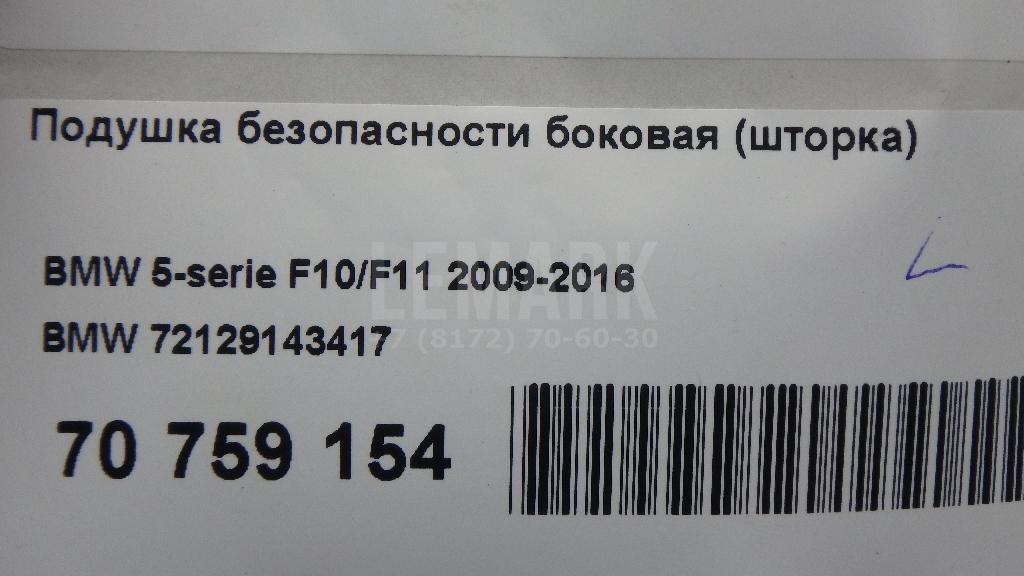 Подушка безопасности боковая (шторка)
BMW 5-serie F10/F11 2009-2016
LEMARK
BMW 72129143417
7 (8172) 70-60-30
70 759 154
L